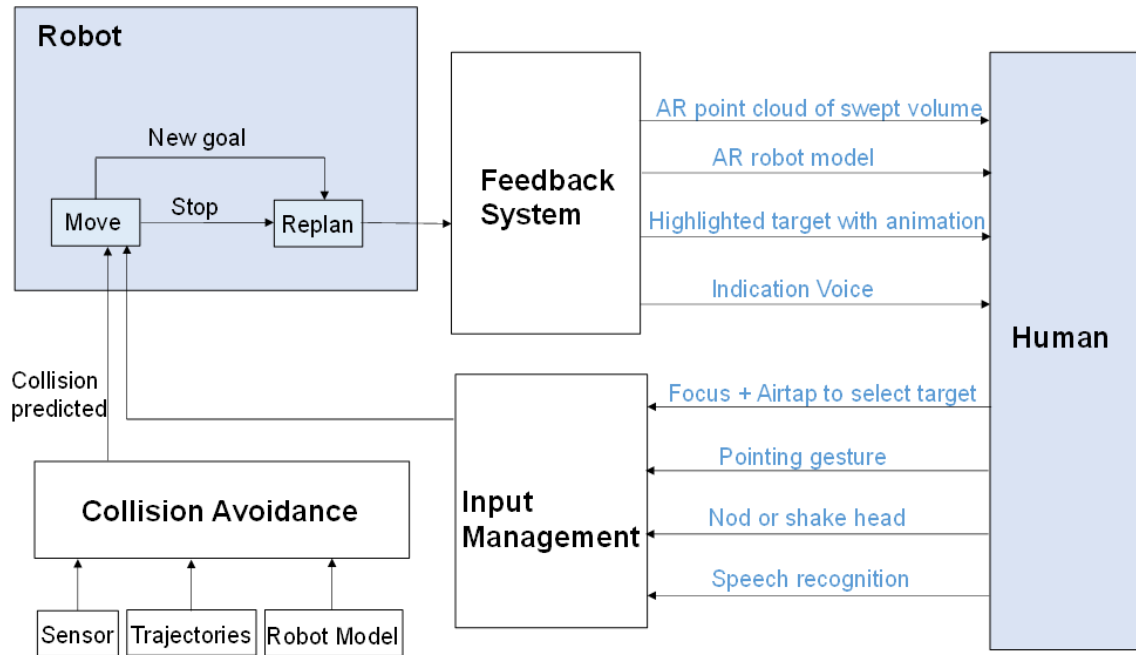 Robot
New goal
Move
Stop
Replan
Feedback
System
AR point cloud of swept volume
AR robot model
Highlighted target with animation
Indication Voice
Human
Collision
predicted
Collision Avoidance
Sensor
Trajectories
Robot Model
Input
Management
Focus + Airtap to select target
Pointing gesture
Nod or shake head
Speech recognition